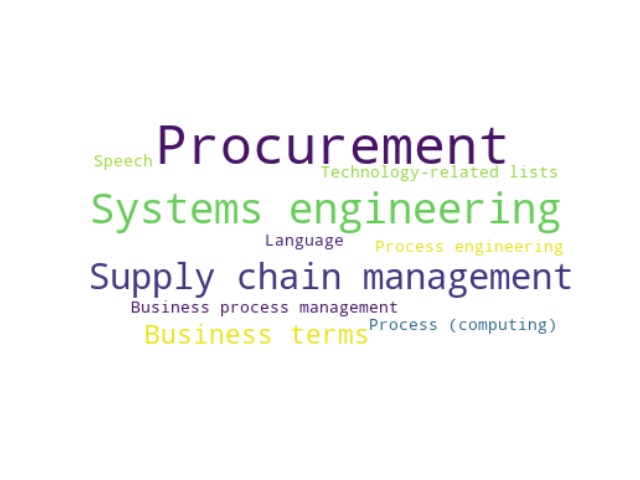 Procurement
Speech
Technology-related lists
Systems engineering
Language
Process engineering
Supply chain management
Business process management
Process (computing)
Business terms